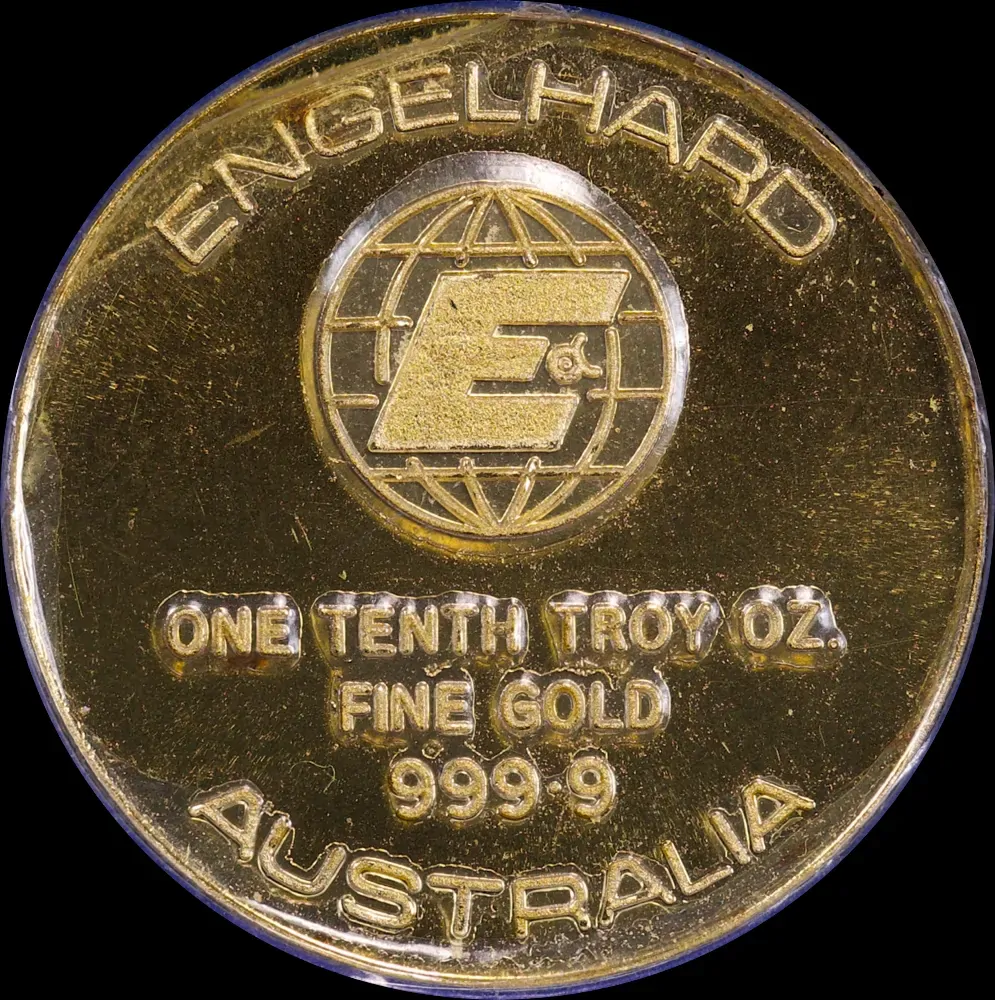 ENGELHARD
E
ONE TENTH TROY OZ.
FINE GOLD
999·9
AUSTRALIA